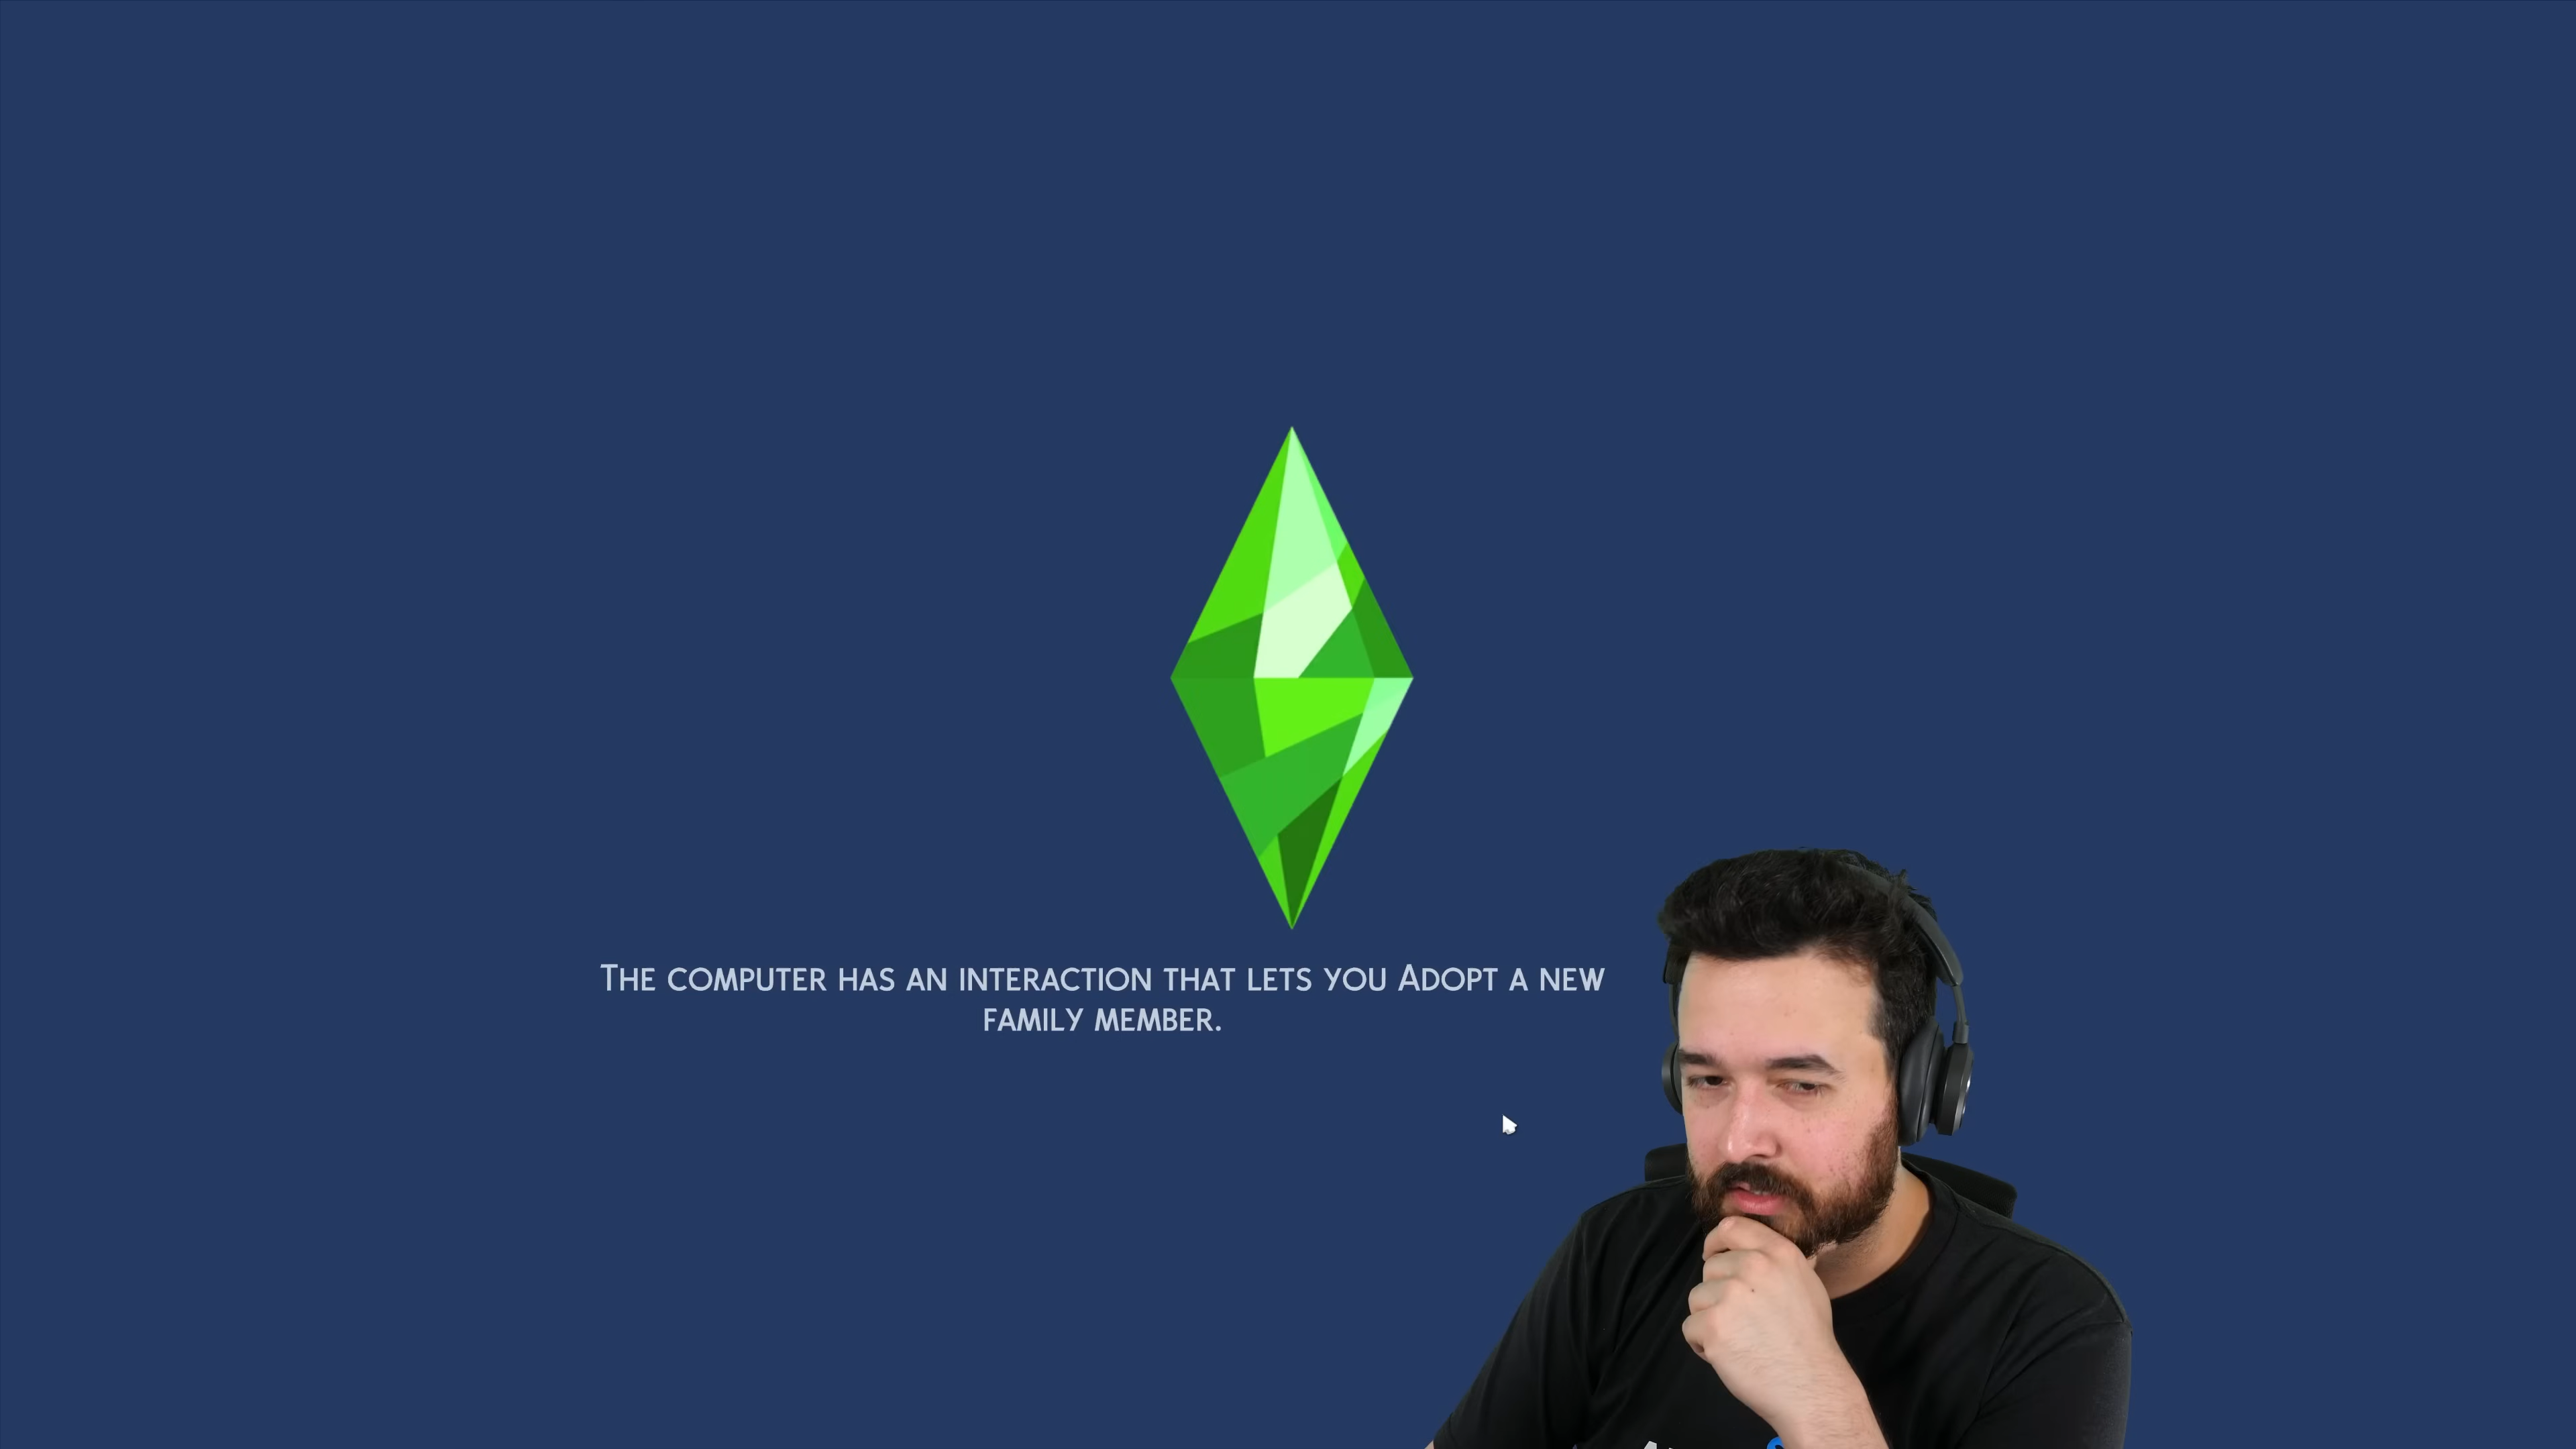 The computer has an interaction that lets you Adopt a new
family member.